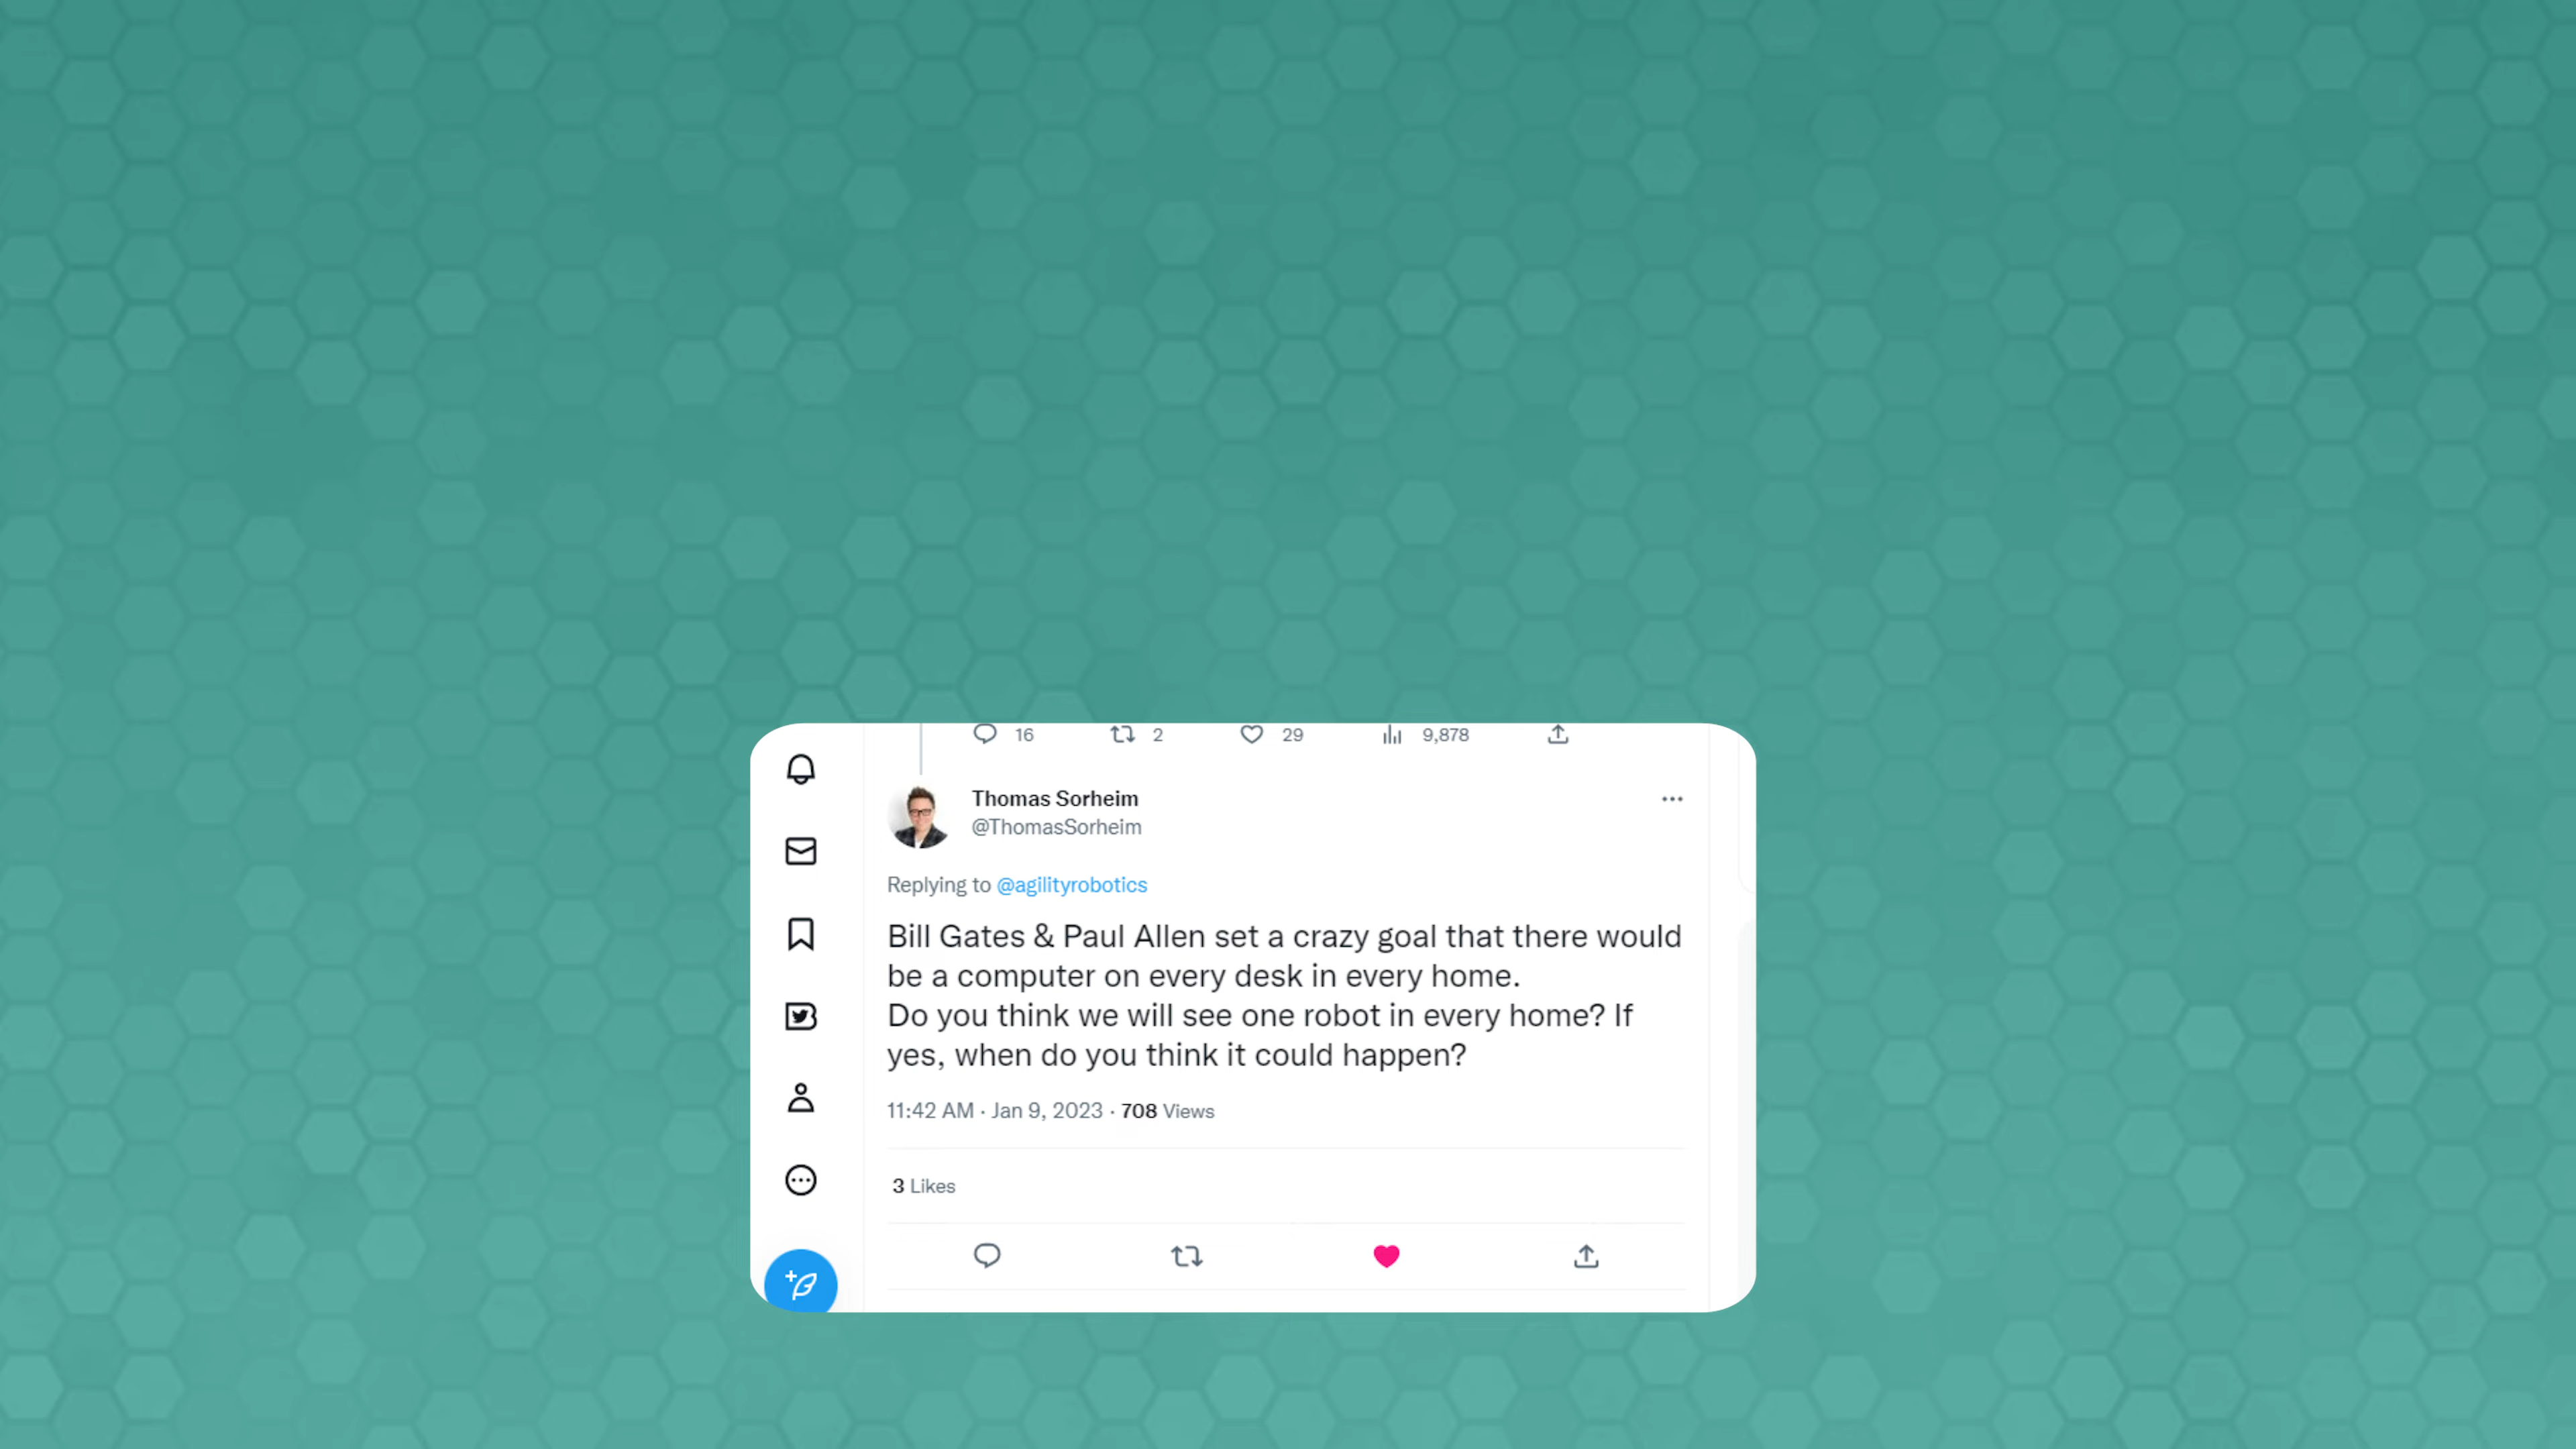 16 2 29 9,878
Thomas Sorheim
@ThomasSorheim
Replying to @agilityrobotics
Bill Gates & Paul Allen set a crazy goal that there would
be a computer on every desk in every home.
Do you think we will see one robot in every home? If
yes, when do you think it could happen?
11:42 AM · Jan 9, 2023 · 708 Views
3 Likes